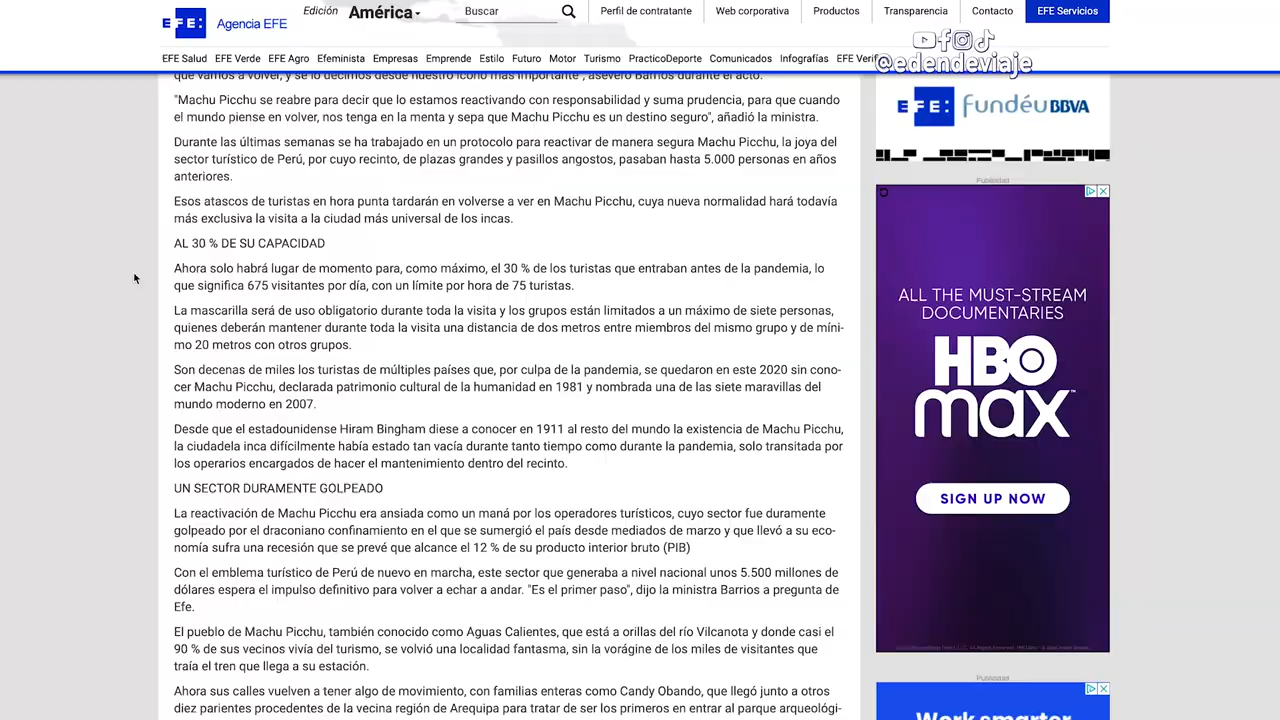 Edición América Buscar Perfil de contratante Web corporativa Productos Transparencia Contacto EFE Servicios
EFE: Agencia EFE
EFE Salud EFE Verde EFE Agro Efeminista Empresas Emprende Estilo Futuro Motor Turismo PracticoDeporte Comunicados Infografías EFE Verifi
@edendeviaje
que vamos a volver, y se lo decimos desde nuestro icono más importante", aseveró Barrios durante el acto.
"Machu Picchu se reabre para decir que lo estamos reactivando con responsabilidad y suma prudencia, para que cuando
el mundo piense en volver, nos tenga en la menta y sepa que Machu Picchu es un destino seguro", añadió la ministra.
Durante las últimas semanas se ha trabajado en un protocolo para reactivar de manera segura Machu Picchu, la joya del
sector turístico de Perú, por cuyo recinto, de plazas grandes y pasillos angostos, pasaban hasta 5.000 personas en años
anteriores.
Esos atascos de turistas en hora punta tardarán en volverse a ver en Machu Picchu, cuya nueva normalidad hará todavía
más exclusiva la visita a la ciudad más universal de los incas.
AL 30 % DE SU CAPACIDAD
Ahora solo habrá lugar de momento para, como máximo, el 30 % de los turistas que entraban antes de la pandemia, lo
que significa 675 visitantes por día, con un límite por hora de 75 turistas.
La mascarilla será de uso obligatorio durante toda la visita y los grupos están limitados a un máximo de siete personas,
quienes deberán mantener durante toda la visita una distancia de dos metros entre miembros del mismo grupo y de míni-
mo 20 metros con otros grupos.
Son decenas de miles los turistas de múltiples países que, por culpa de la pandemia, se quedaron en este 2020 sin cono-
cer Machu Picchu, declarada patrimonio cultural de la humanidad en 1981 y nombrada una de las siete maravillas del
mundo moderno en 2007.
Desde que el estadounidense Hiram Bingham diese a conocer en 1911 al resto del mundo la existencia de Machu Picchu,
la ciudadela inca difícilmente había estado tan vacía durante tanto tiempo como durante la pandemia, solo transitada por
los operarios encargados de hacer el mantenimiento dentro del recinto.
UN SECTOR DURAMENTE GOLPEADO
La reactivación de Machu Picchu era ansiada como un maná por los operadores turísticos, cuyo sector fue duramente
golpeado por el draconiano confinamiento en el que se sumergió el país desde mediados de marzo y que llevó a su eco-
nomía sufra una recesión que se prevé que alcance el 12 % de su producto interior bruto (PIB)
Con el emblema turístico de Perú de nuevo en marcha, este sector que generaba a nivel nacional unos 5.500 millones de
dólares espera el impulso definitivo para volver a echar a andar. "Es el primer paso", dijo la ministra Barrios a pregunta de
Efe.
El pueblo de Machu Picchu, también conocido como Aguas Calientes, que está a orillas del río Vilcanota y donde casi el
90 % de sus vecinos vivía del turismo, se volvió una localidad fantasma, sin la vorágine de los miles de visitantes que
traía el tren que llega a su estación.
Ahora sus calles vuelven a tener algo de movimiento, con familias enteras como Candy Obando, que llegó junto a otros
diez parientes procedentes de la vecina región de Arequipa para tratar de ser los primeros en entrar al parque arqueológi-
EFE: fundéu BBVA
Publicidad
ALL THE MUST-STREAM
DOCUMENTARIES
HBO
max
SIGN UP NOW
Publicidad
Work smarter